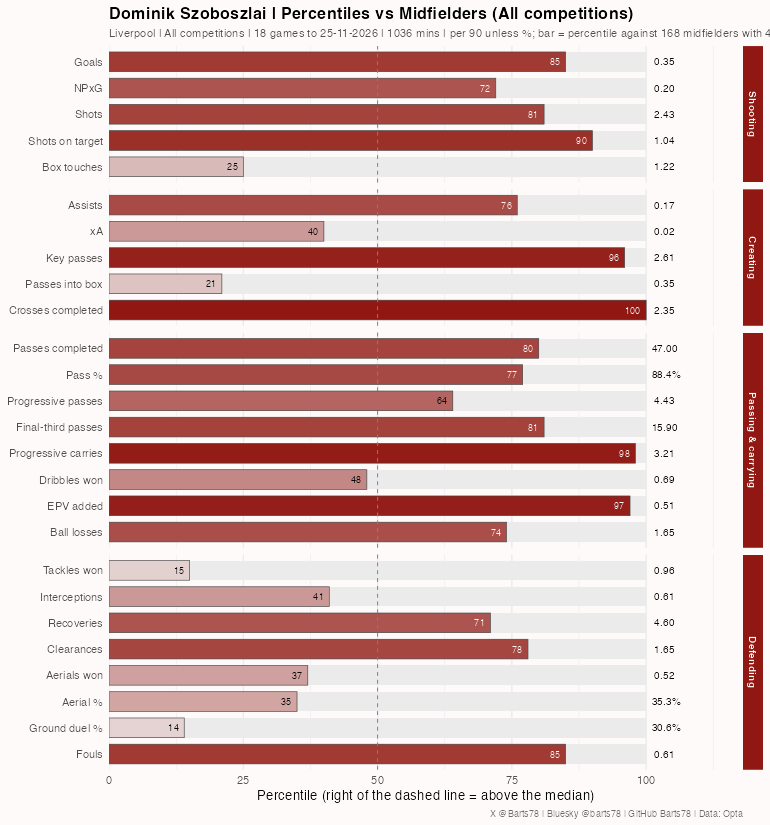 Dominik Szoboszlai | Percentiles vs Midfielders (All competitions)
Liverpool | All competitions | 18 games to 25-11-2026 | 1036 mins | per 90 unless %; bar = percentile against 168 midfielders with 4
Shooting
Goals 85 0.35
NPxG 72 0.20
Shots 81 2.43
Shots on target 90 1.04
Box touches 25 1.22
Creating
Assists 76 0.17
xA 40 0.02
Key passes 96 2.61
Passes into box 21 0.35
Crosses completed 100 2.35
Passing & carrying
Passes completed 80 47.00
Pass % 77 88.4%
Progressive passes 64 4.43
Final-third passes 81 15.90
Progressive carries 98 3.21
Dribbles won 48 0.69
EPV added 97 0.51
Ball losses 74 1.65
Defending
Tackles won 15 0.96
Interceptions 41 0.61
Recoveries 71 4.60
Clearances 78 1.65
Aerials won 37 0.52
Aerial % 35 35.3%
Ground duel % 14 30.6%
Fouls 85 0.61
0 25 50 75 100
Percentile (right of the dashed line = above the median)
X @Barts78 | Bluesky @barts78 | GitHub Barts78 | Data: Opta